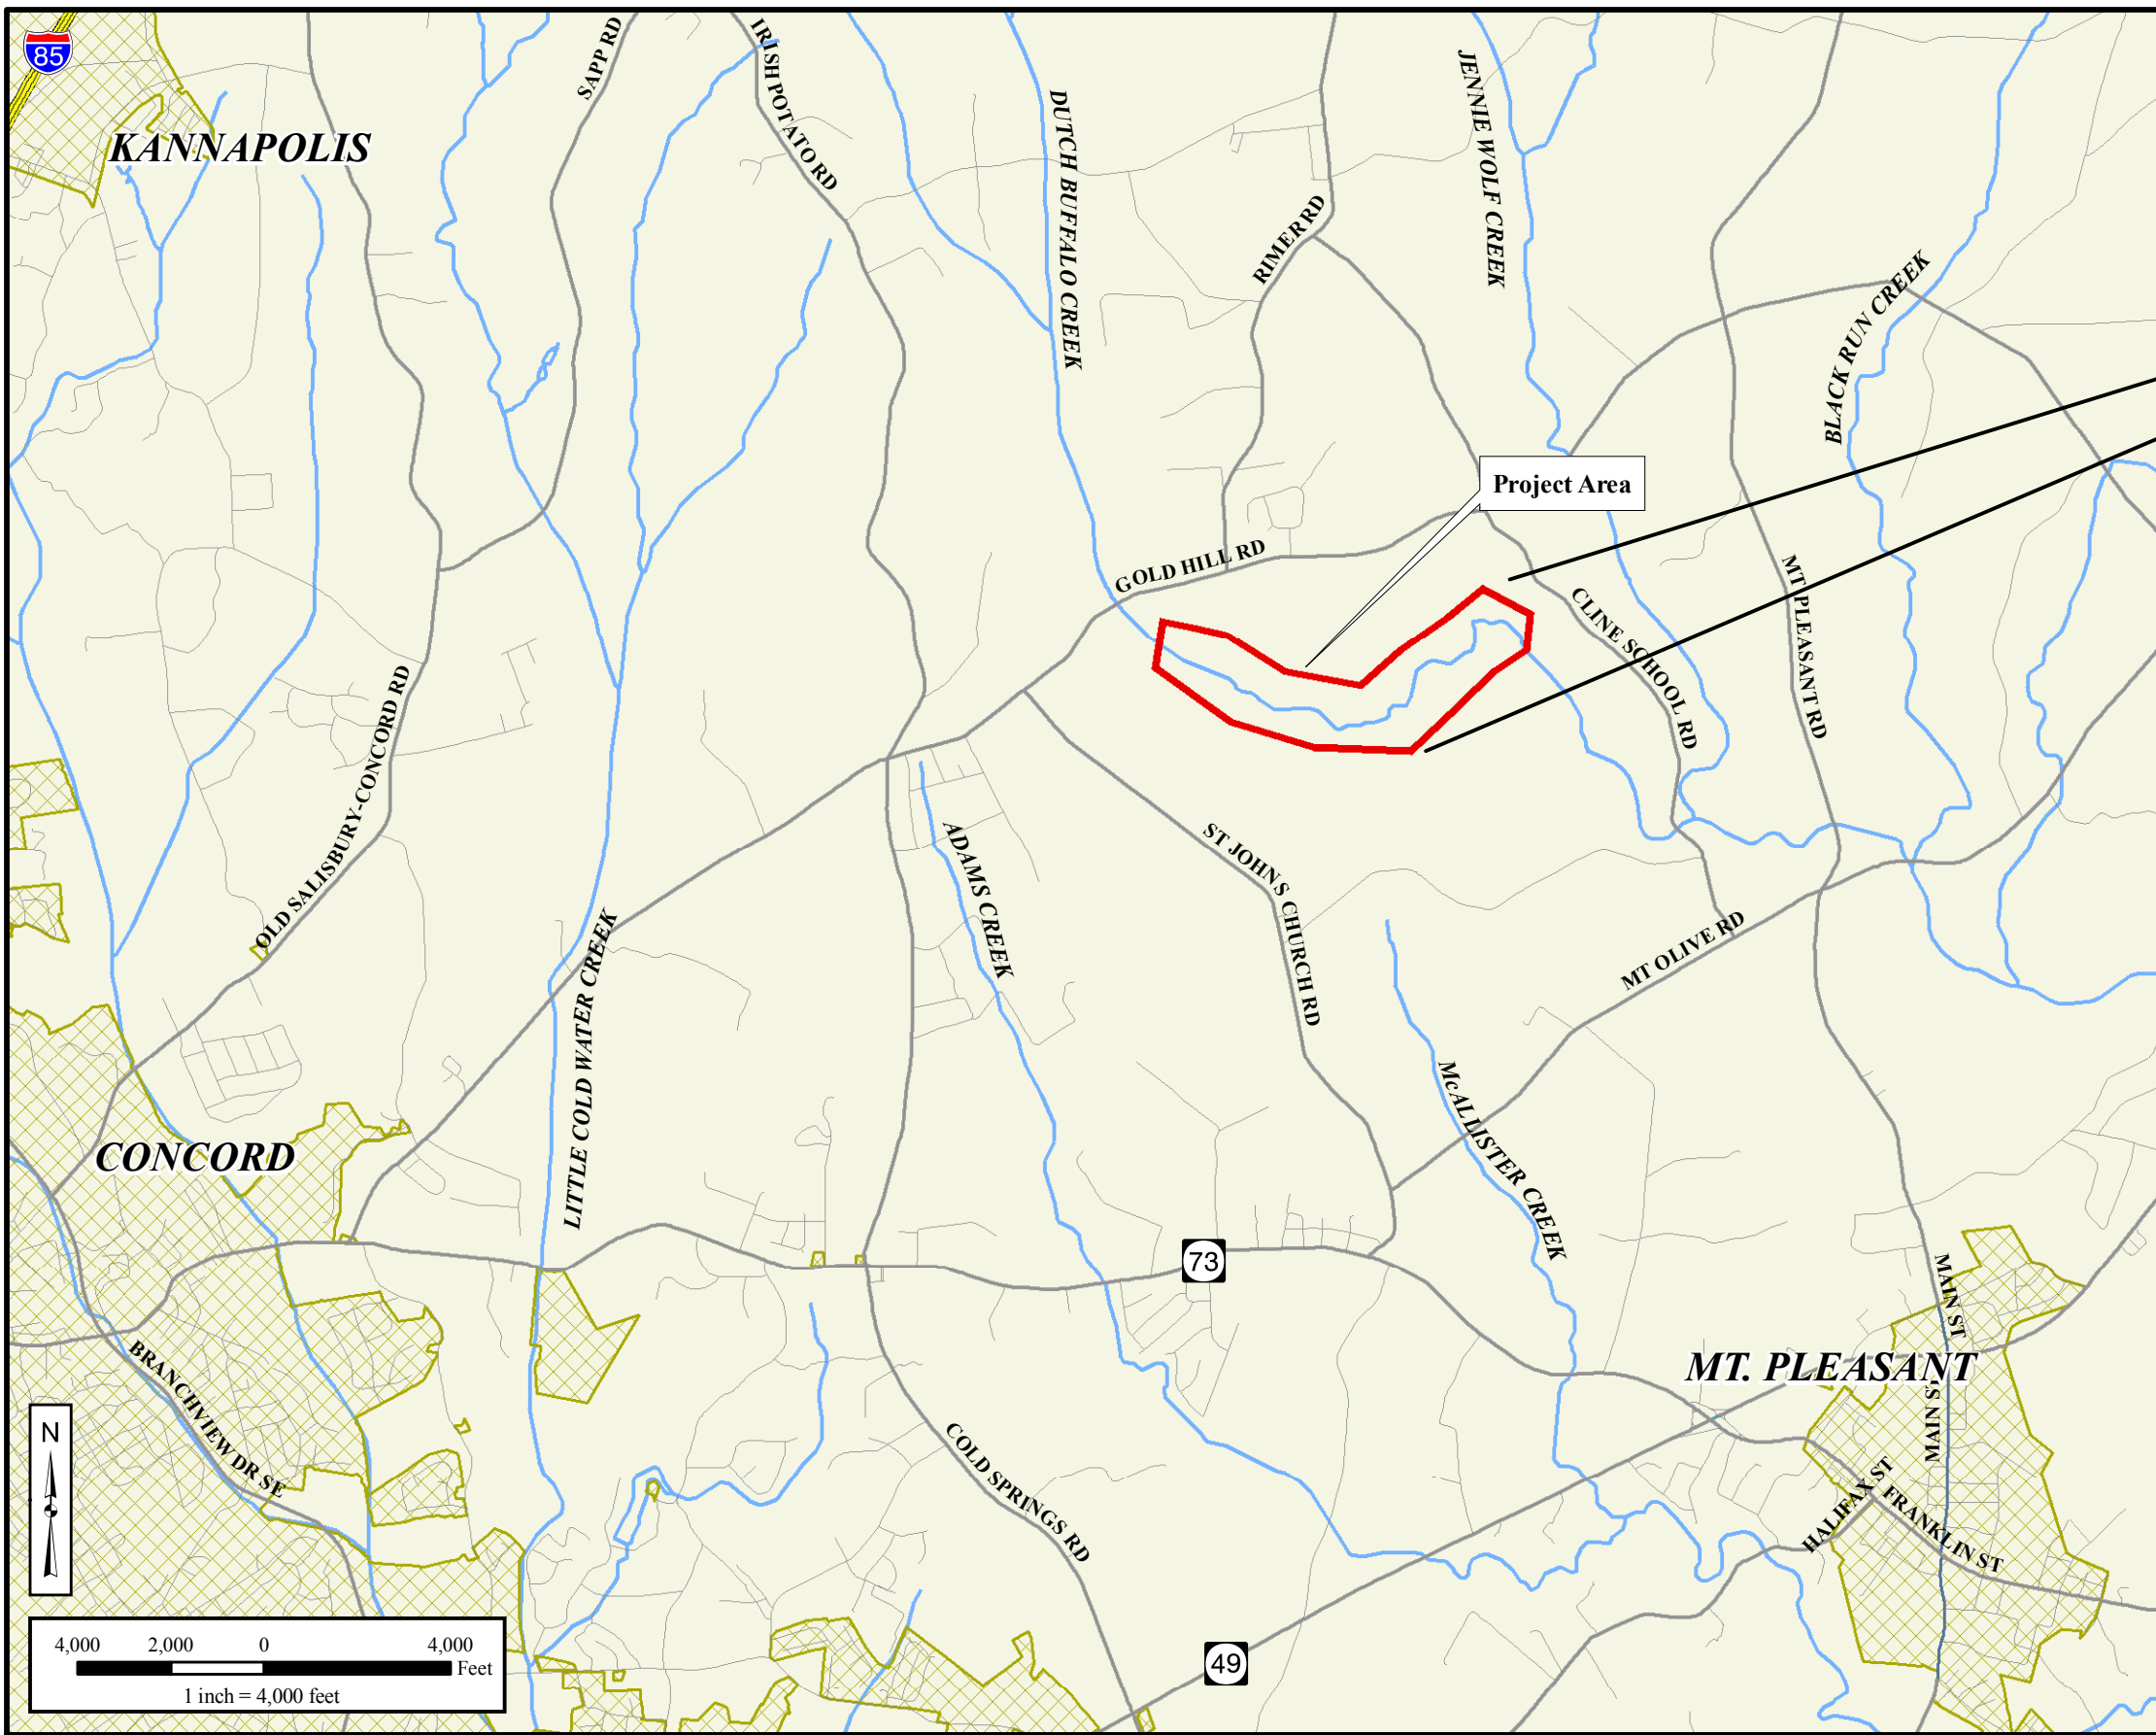 85
KANNAPOLIS
SAPP RD
IRISH POTATO RD
DUTCH BUFFALO CREEK
JENNIE WOLF CREEK
RIMER RD
BLACK RUN CREEK
Project Area
GOLD HILL RD
CLINE SCHOOL RD
MT PLEASANT RD
OLD SALISBURY-CONCORD RD
ADAMS CREEK
ST JOHNS CHURCH RD
LITTLE COLD WATER CREEK
MT OLIVE RD
McALLISTER CREEK
CONCORD
73
MAIN ST
MT. PLEASANT
BRANCHVIEW DR SE
MAIN S
N
COLD SPRINGS RD
HALIFAX ST
FRANKLIN ST
49
4,000 2,000 0 4,000
Feet
1 inch = 4,000 feet